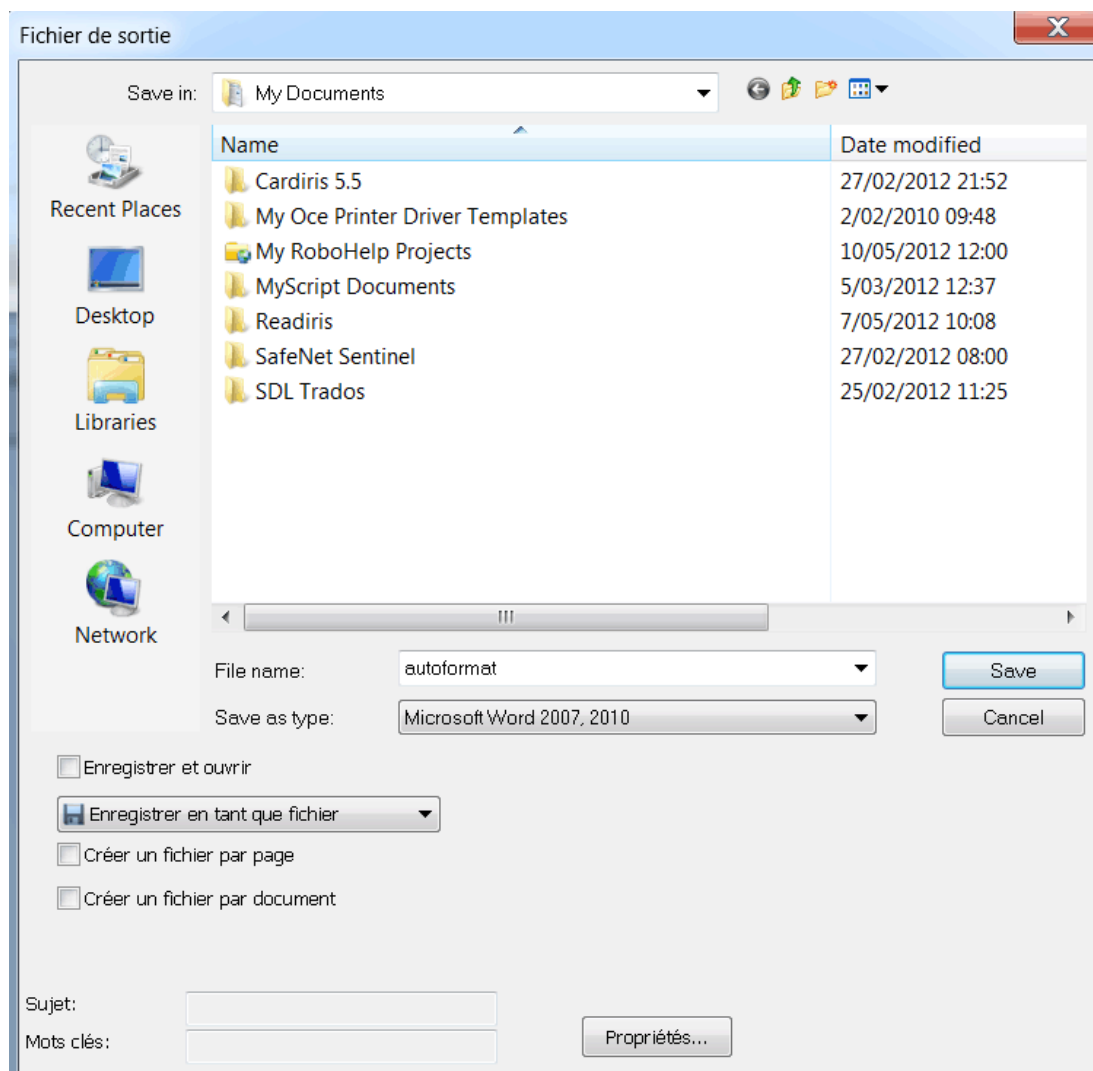 Fichier de sortie
Save in: My Documents
Name Date modified
Cardiris 5.5 27/02/2012 21:52
My Oce Printer Driver Templates 2/02/2010 09:48
My RoboHelp Projects 10/05/2012 12:00
MyScript Documents 5/03/2012 12:37
Readiris 7/05/2012 10:08
SafeNet Sentinel 27/02/2012 08:00
SDL Trados 25/02/2012 11:25
Recent Places
Desktop
Libraries
Computer
Network
File name: autoformat Save
Save as type: Microsoft Word 2007, 2010 Cancel
Enregistrer et ouvrir
Enregistrer en tant que fichier
Créer un fichier par page
Créer un fichier par document
Sujet:
Mots clés: Propriétés...